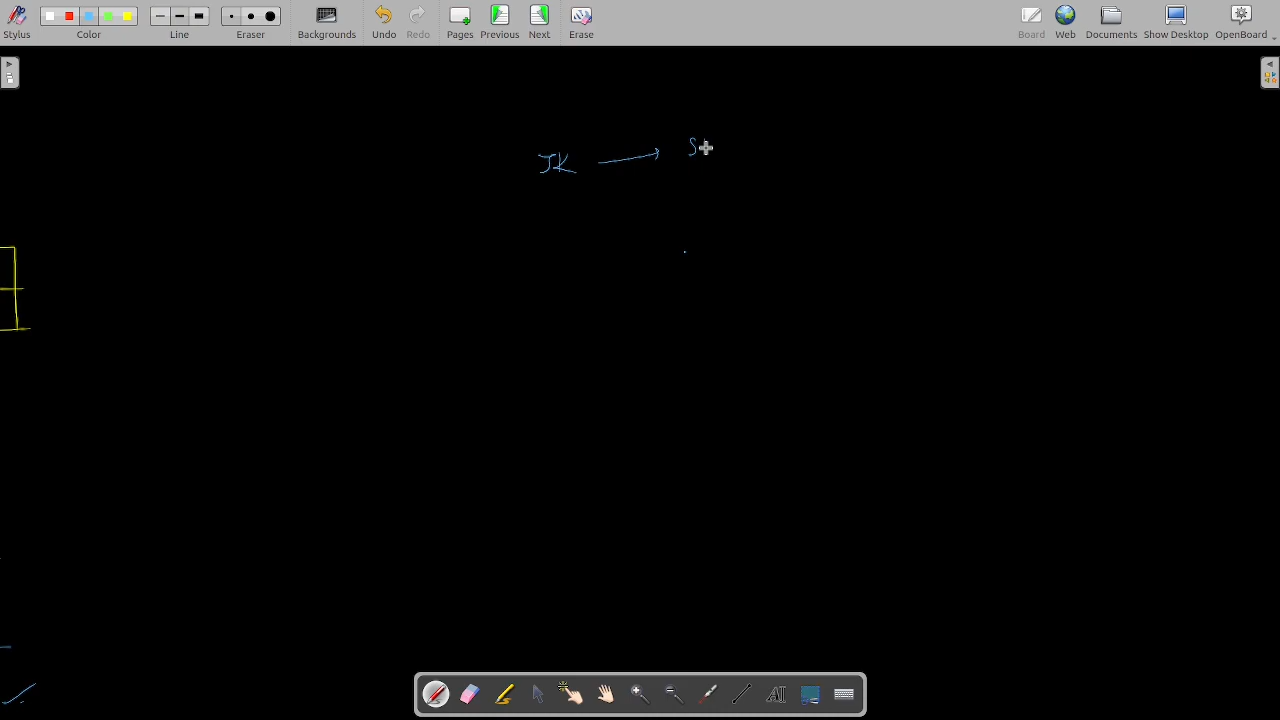 Stylus
Color
Line
Eraser
Backgrounds
Undo
Redo
Pages
Previous
Next
Erase
Board
Web
Documents
Show Desktop
OpenBoard
JK → S